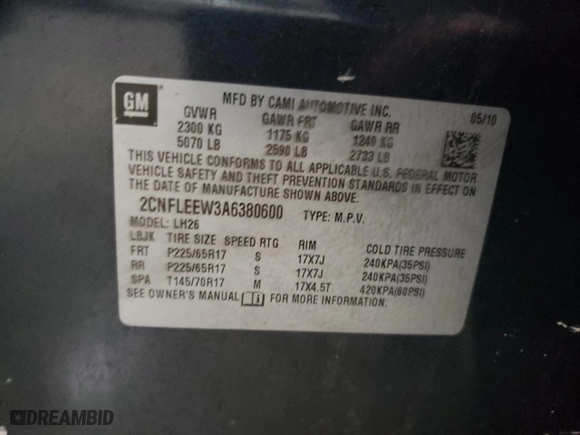 GM
MFD BY CAMI AUTOMOTIVE INC.
05/10
GVWR GAWR FRT GAWR RR
2300 KG 1175 KG 1240 KG
5070 LB 2590 LB 2733 LB
THIS VEHICLE CONFORMS TO ALL APPLICABLE U.S. FEDERAL MOTOR
VEHICLE SAFETY AND THEFT PREVENTION STANDARDS IN EFFECT ON
THE DATE OF MANUFACTURE SHOWN ABOVE.
2CNFLEEW3A6380600 TYPE: M.P.V.
MODEL: LH26
LBJK TIRE SIZE SPEED RTG RIM COLD TIRE PRESSURE
FRT P225/65R17 S 17X7J 240KPA(35PSI)
RR P225/65R17 S 17X7J 240KPA(35PSI)
SPA T145/70R17 M 17X4.5T 420KPA(60PSI)
SEE OWNER'S MANUAL FOR MORE INFORMATION.
DREAMBID